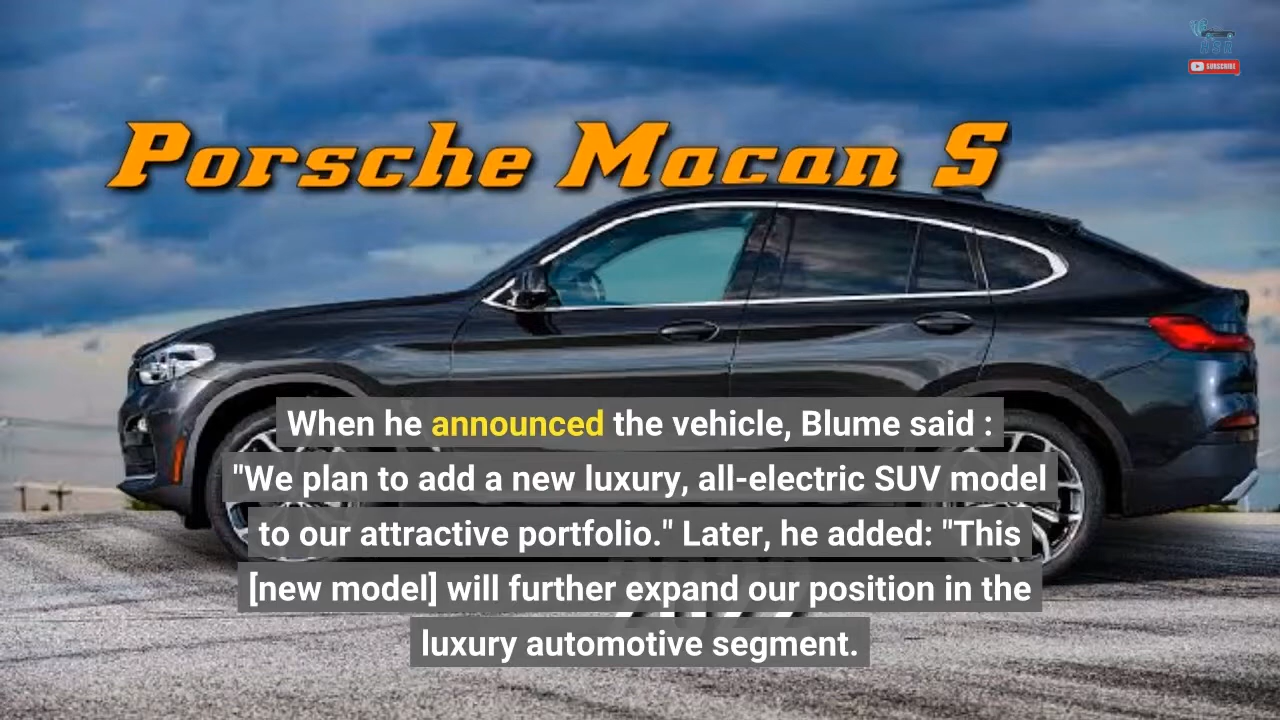 SUBSCRIBE
Porsche Macan S
When he announced the vehicle, Blume said :
"We plan to add a new luxury, all-electric SUV model
to our attractive portfolio." Later, he added: "This
[new model] will further expand our position in the
luxury automotive segment.